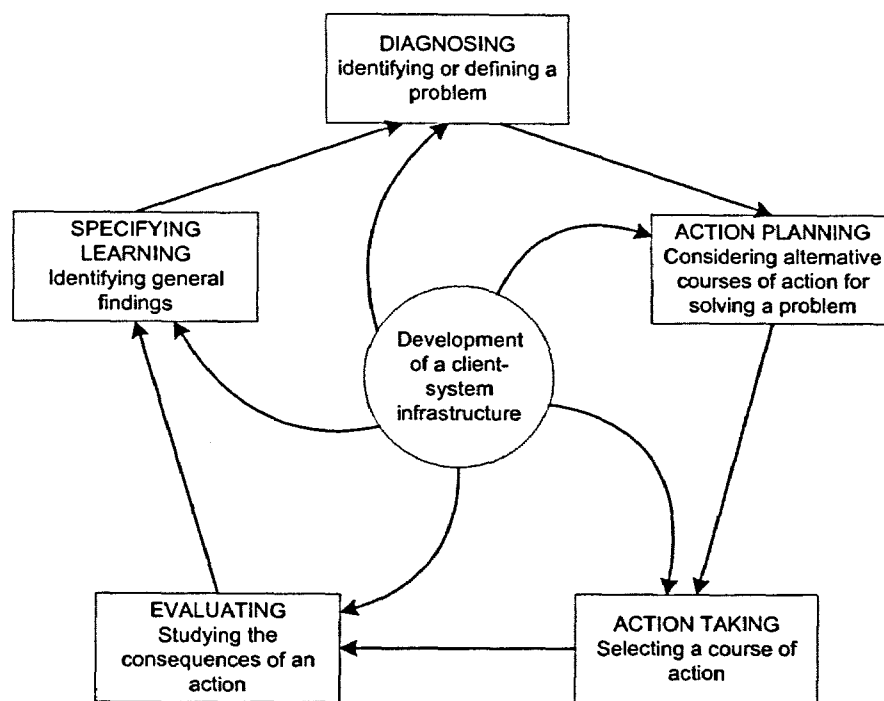 DIAGNOSING
identifying or defining a
problem
SPECIFYING
LEARNING
Identifying general
findings
ACTION PLANNING
Considering alternative
courses of action for
solving a problem
Development
of a client-
system
infrastructure
EVALUATING
Studying the
consequences of an
action
ACTION TAKING
Selecting a course of
action